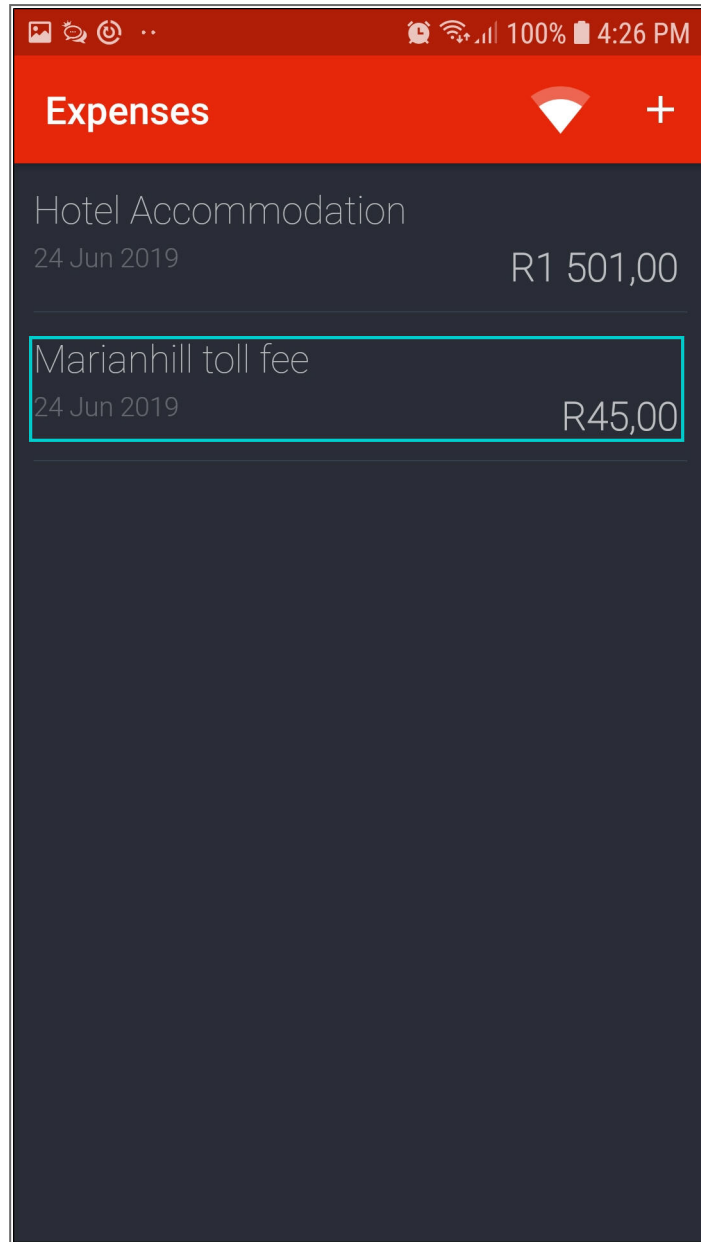 100% 4:26 PM
Expenses +
Hotel Accommodation
24 Jun 2019
R1 501,00
Marianhill toll fee
24 Jun 2019
R45,00